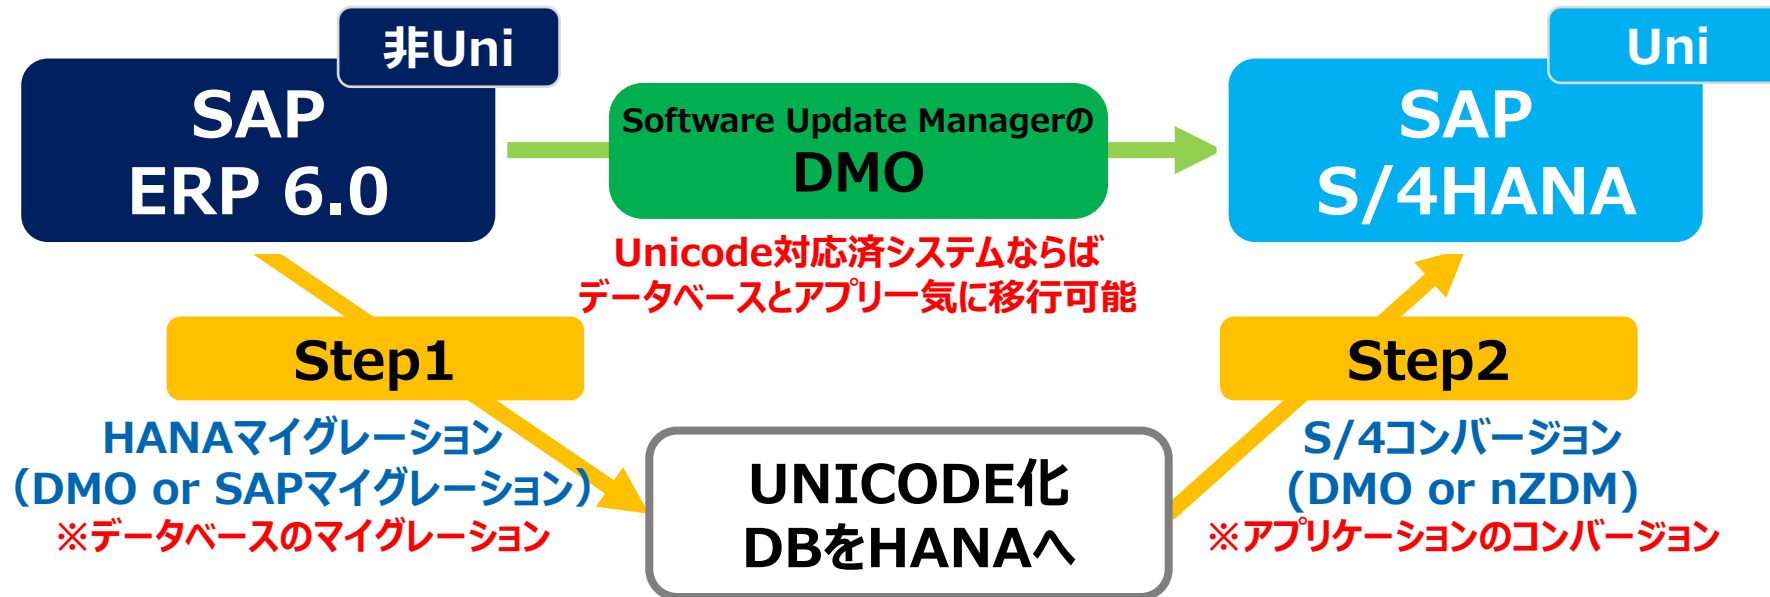 非Uni
SAP
ERP 6.0
Software Update Managerの
DMO
Unicode対応済システムならば
データベースとアプリ一気に移行可能
Uni
SAP
S/4HANA
Step1
HANAマイグレーション
(DMO or SAPマイグレーション)
※データベースのマイグレーション
UNICODE化
DBをHANAへ
Step2
S/4コンバージョン
(DMO or nZDM)
※アプリケーションのコンバージョン